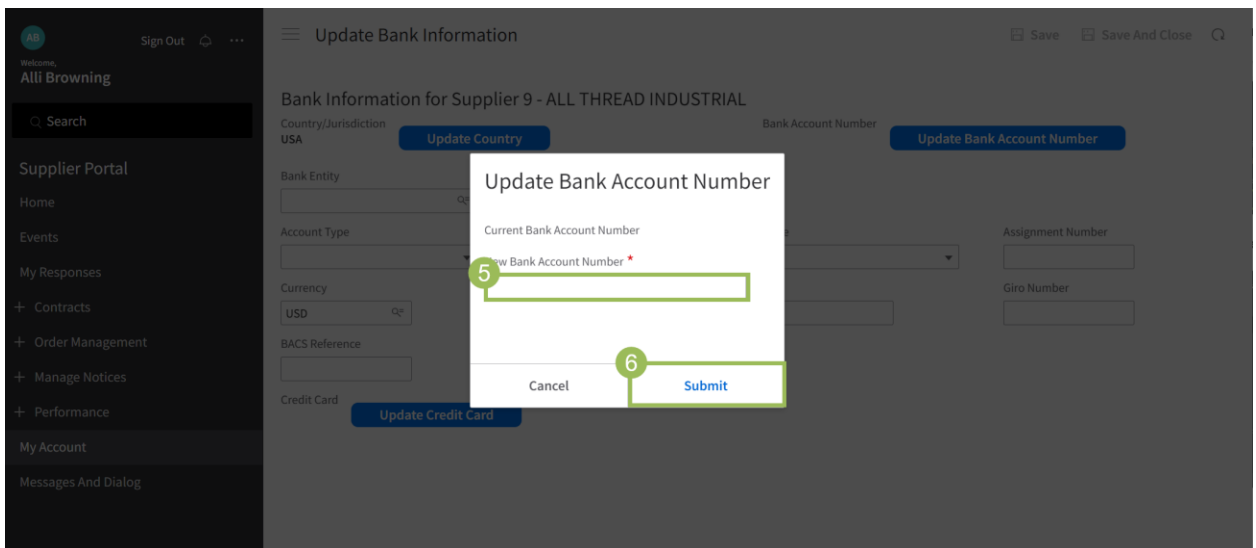 AB
Sign Out
Welcome,
Alli Browning
Search
Supplier Portal
Home
Events
My Responses
+ Contracts
+ Order Management
+ Manage Notices
+ Performance
My Account
Messages And Dialog
Update Bank Information
Save
Save And Close
Bank Information for Supplier 9 - ALL THREAD INDUSTRIAL
Country/Jurisdiction
USA
Update Country
Bank Account Number
Update Bank Account Number
Bank Entity
Account Type
Assignment Number
Currency
USD
Giro Number
BACS Reference
Credit Card
Update Credit Card
Update Bank Account Number
Current Bank Account Number
5
New Bank Account Number *
Cancel
6
Submit